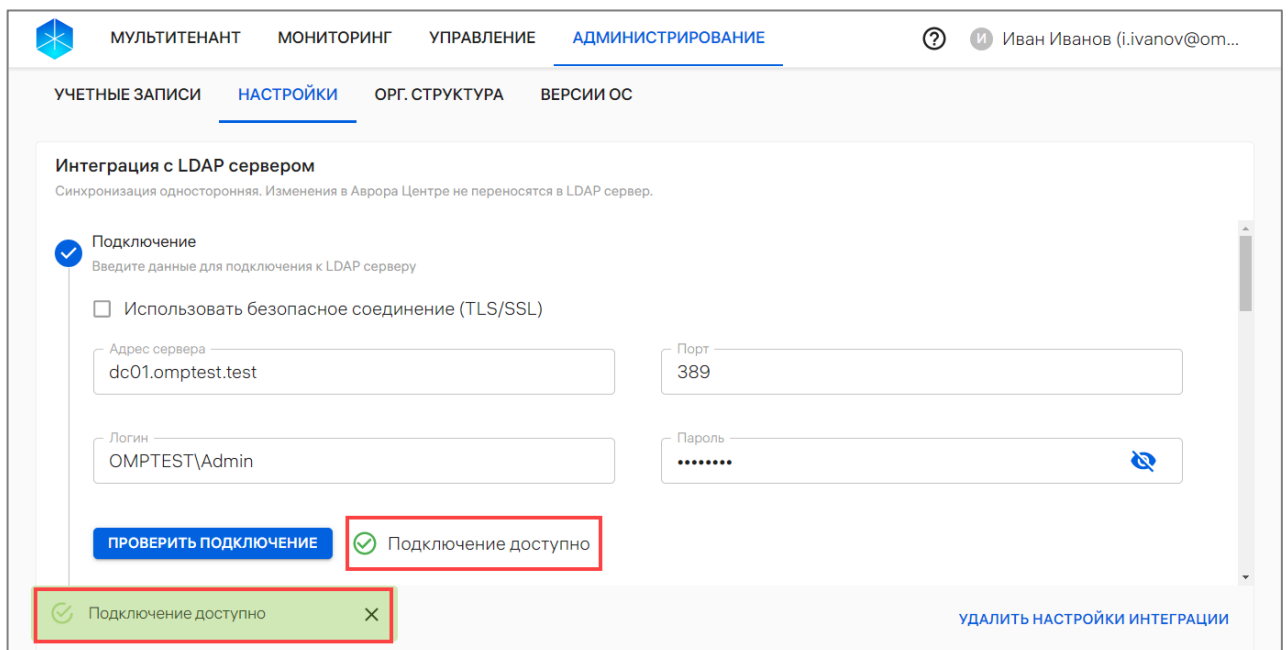 МУЛЬТИТЕНАНТ МОНИТОРИНГ УПРАВЛЕНИЕ АДМИНИСТРИРОВАНИЕ ? И Иван Иванов (i.ivanov@om...
УЧЕТНЫЕ ЗАПИСИ НАСТРОЙКИ ОРГ. СТРУКТУРА ВЕРСИИ ОС
Интеграция с LDAP сервером
Синхронизация односторонняя. Изменения в Аврора Центре не переносятся в LDAP сервер.
Подключение
Введите данные для подключения к LDAP серверу
Использовать безопасное соединение (TLS/SSL)
Адрес сервера Порт
dc01.omptest.test 389
Логин Пароль
OMPTEST\Admin ••••••••
ПРОВЕРИТЬ ПОДКЛЮЧЕНИЕ Подключение доступно
Подключение доступно
УДАЛИТЬ НАСТРОЙКИ ИНТЕГРАЦИИ